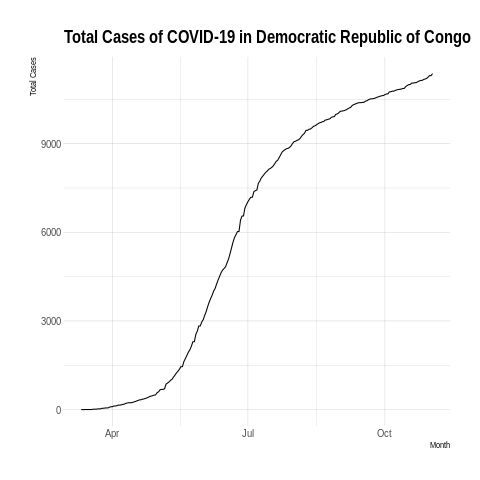 Total Cases of COVID-19 in Democratic Republic of Congo
Total Cases
9000
6000
3000
0
Apr Jul Oct
Month